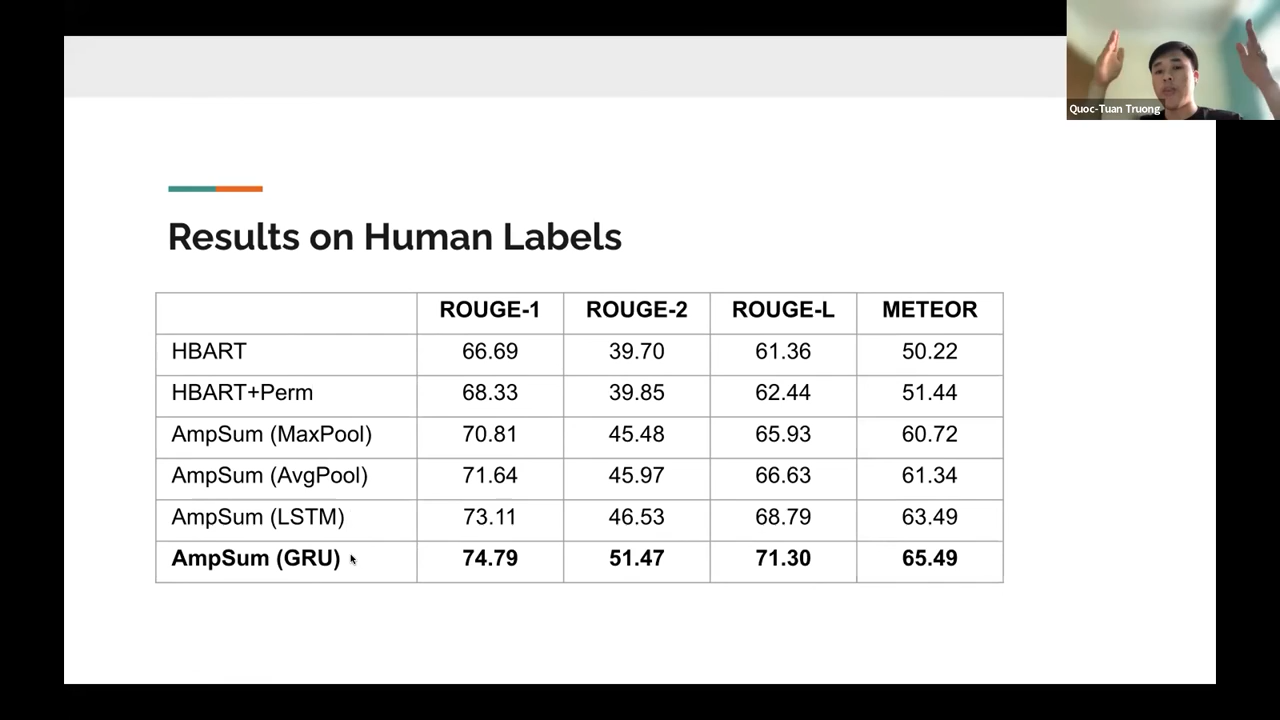 Quoc-Tuan Truong
Results on Human Labels
ROUGE-1 ROUGE-2 ROUGE-L METEOR
HBART 66.69 39.70 61.36 50.22
HBART+Perm 68.33 39.85 62.44 51.44
AmpSum (MaxPool) 70.81 45.48 65.93 60.72
AmpSum (AvgPool) 71.64 45.97 66.63 61.34
AmpSum (LSTM) 73.11 46.53 68.79 63.49
AmpSum (GRU) 74.79 51.47 71.30 65.49